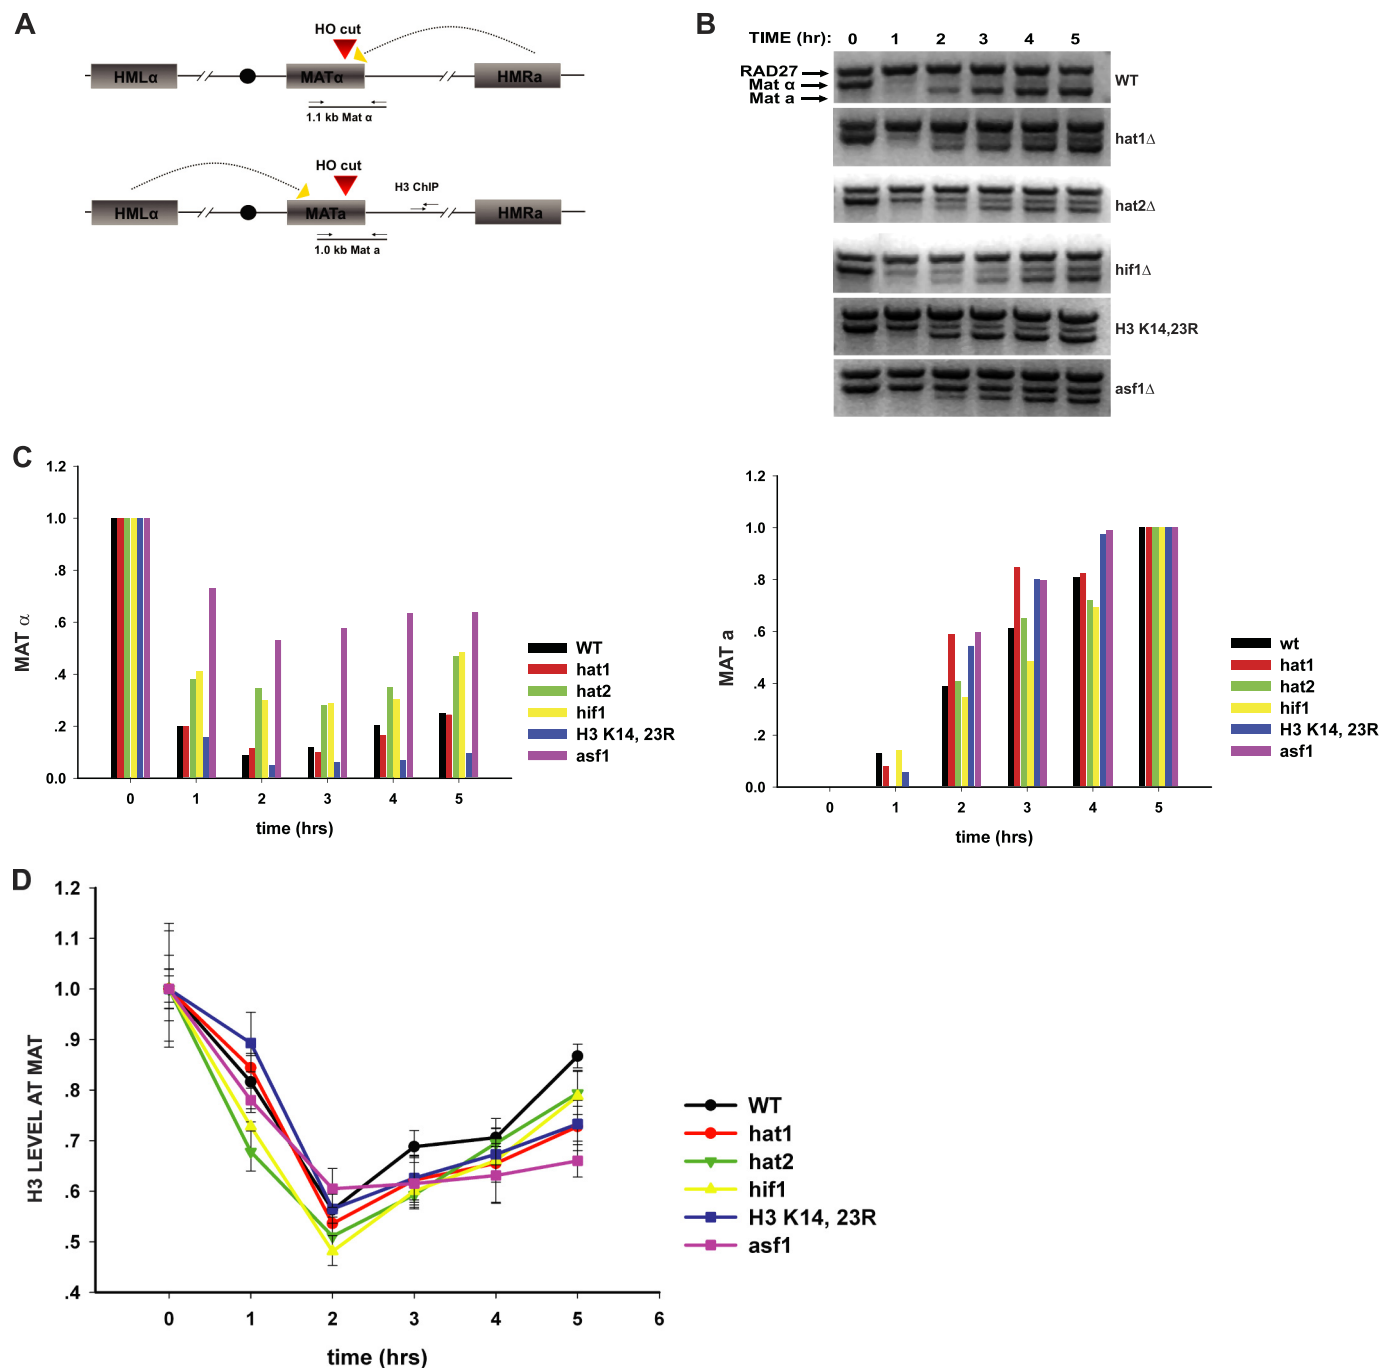 A
HO cut
HMLα
MATα
HMRa
1.1 kb Mat α
HO cut
H3 ChIP
HMLα
MATa
HMRa
1.0 kb Mat a
B
TIME (hr): 0 1 2 3 4 5
RAD27
Mat α
Mat a
WT
hat1Δ
hat2Δ
hif1Δ
H3 K14,23R
asf1Δ
C
1.2
1.0
.8
.6
.4
.2
0.0
MAT α
0 1 2 3 4 5
time (hrs)
WT
hat1
hat2
hif1
H3 K14, 23R
asf1
1.2
1.0
.8
.6
.4
.2
0.0
MAT a
0 1 2 3 4 5
time (hrs)
wt
hat1
hat2
hif1
H3 K14, 23R
asf1
D
1.2
1.1
1.0
.9
.8
.7
.6
.5
.4
H3 LEVEL AT MAT
0 1 2 3 4 5 6
time (hrs)
WT
hat1
hat2
hif1
H3 K14, 23R
asf1